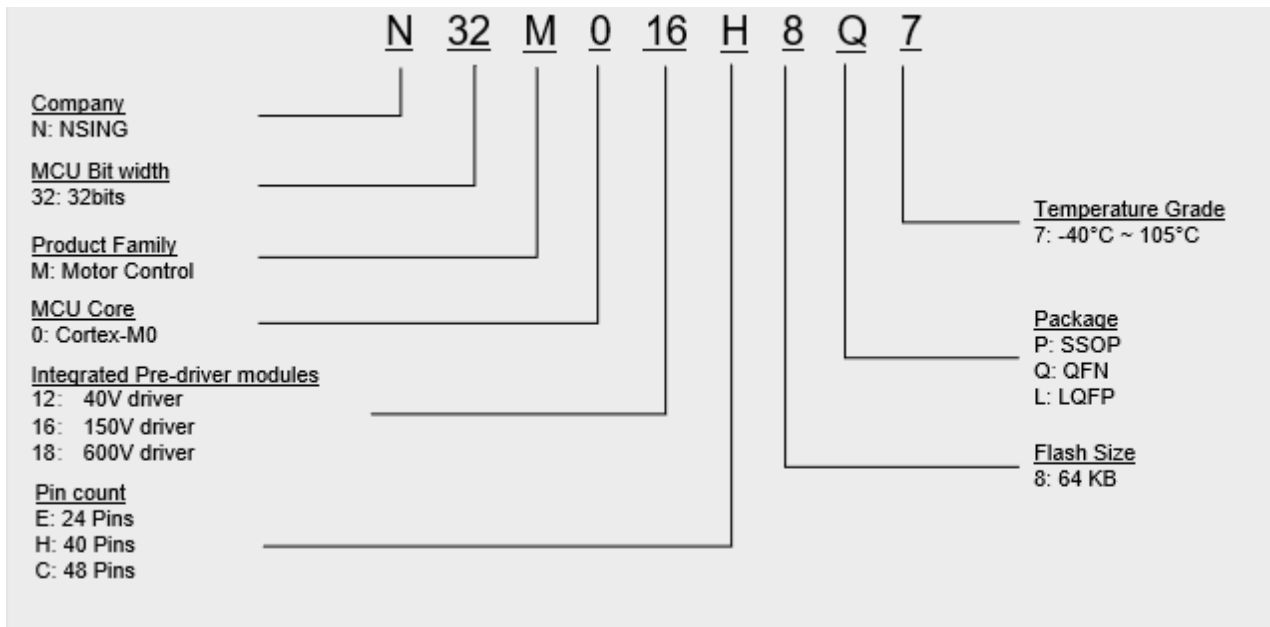 N 32 M 0 16 H 8 Q 7
Company
N: NSING
MCU Bit width
32: 32bits
Product Family
M: Motor Control
MCU Core
0: Cortex-M0
Integrated Pre-driver modules
12: 40V driver
16: 150V driver
18: 600V driver
Pin count
E: 24 Pins
H: 40 Pins
C: 48 Pins
Temperature Grade
7: -40°C ~ 105°C
Package
P: SSOP
Q: QFN
L: LQFP
Flash Size
8: 64 KB